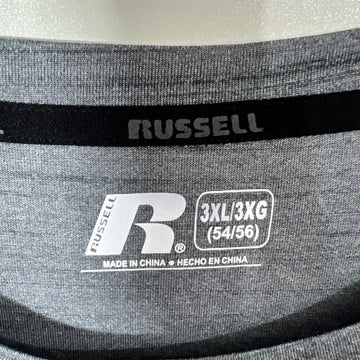 RUSSELL
RUSSELL
R®
3XL/3XG
(54/56)
MADE IN CHINA • HECHO EN CHINA